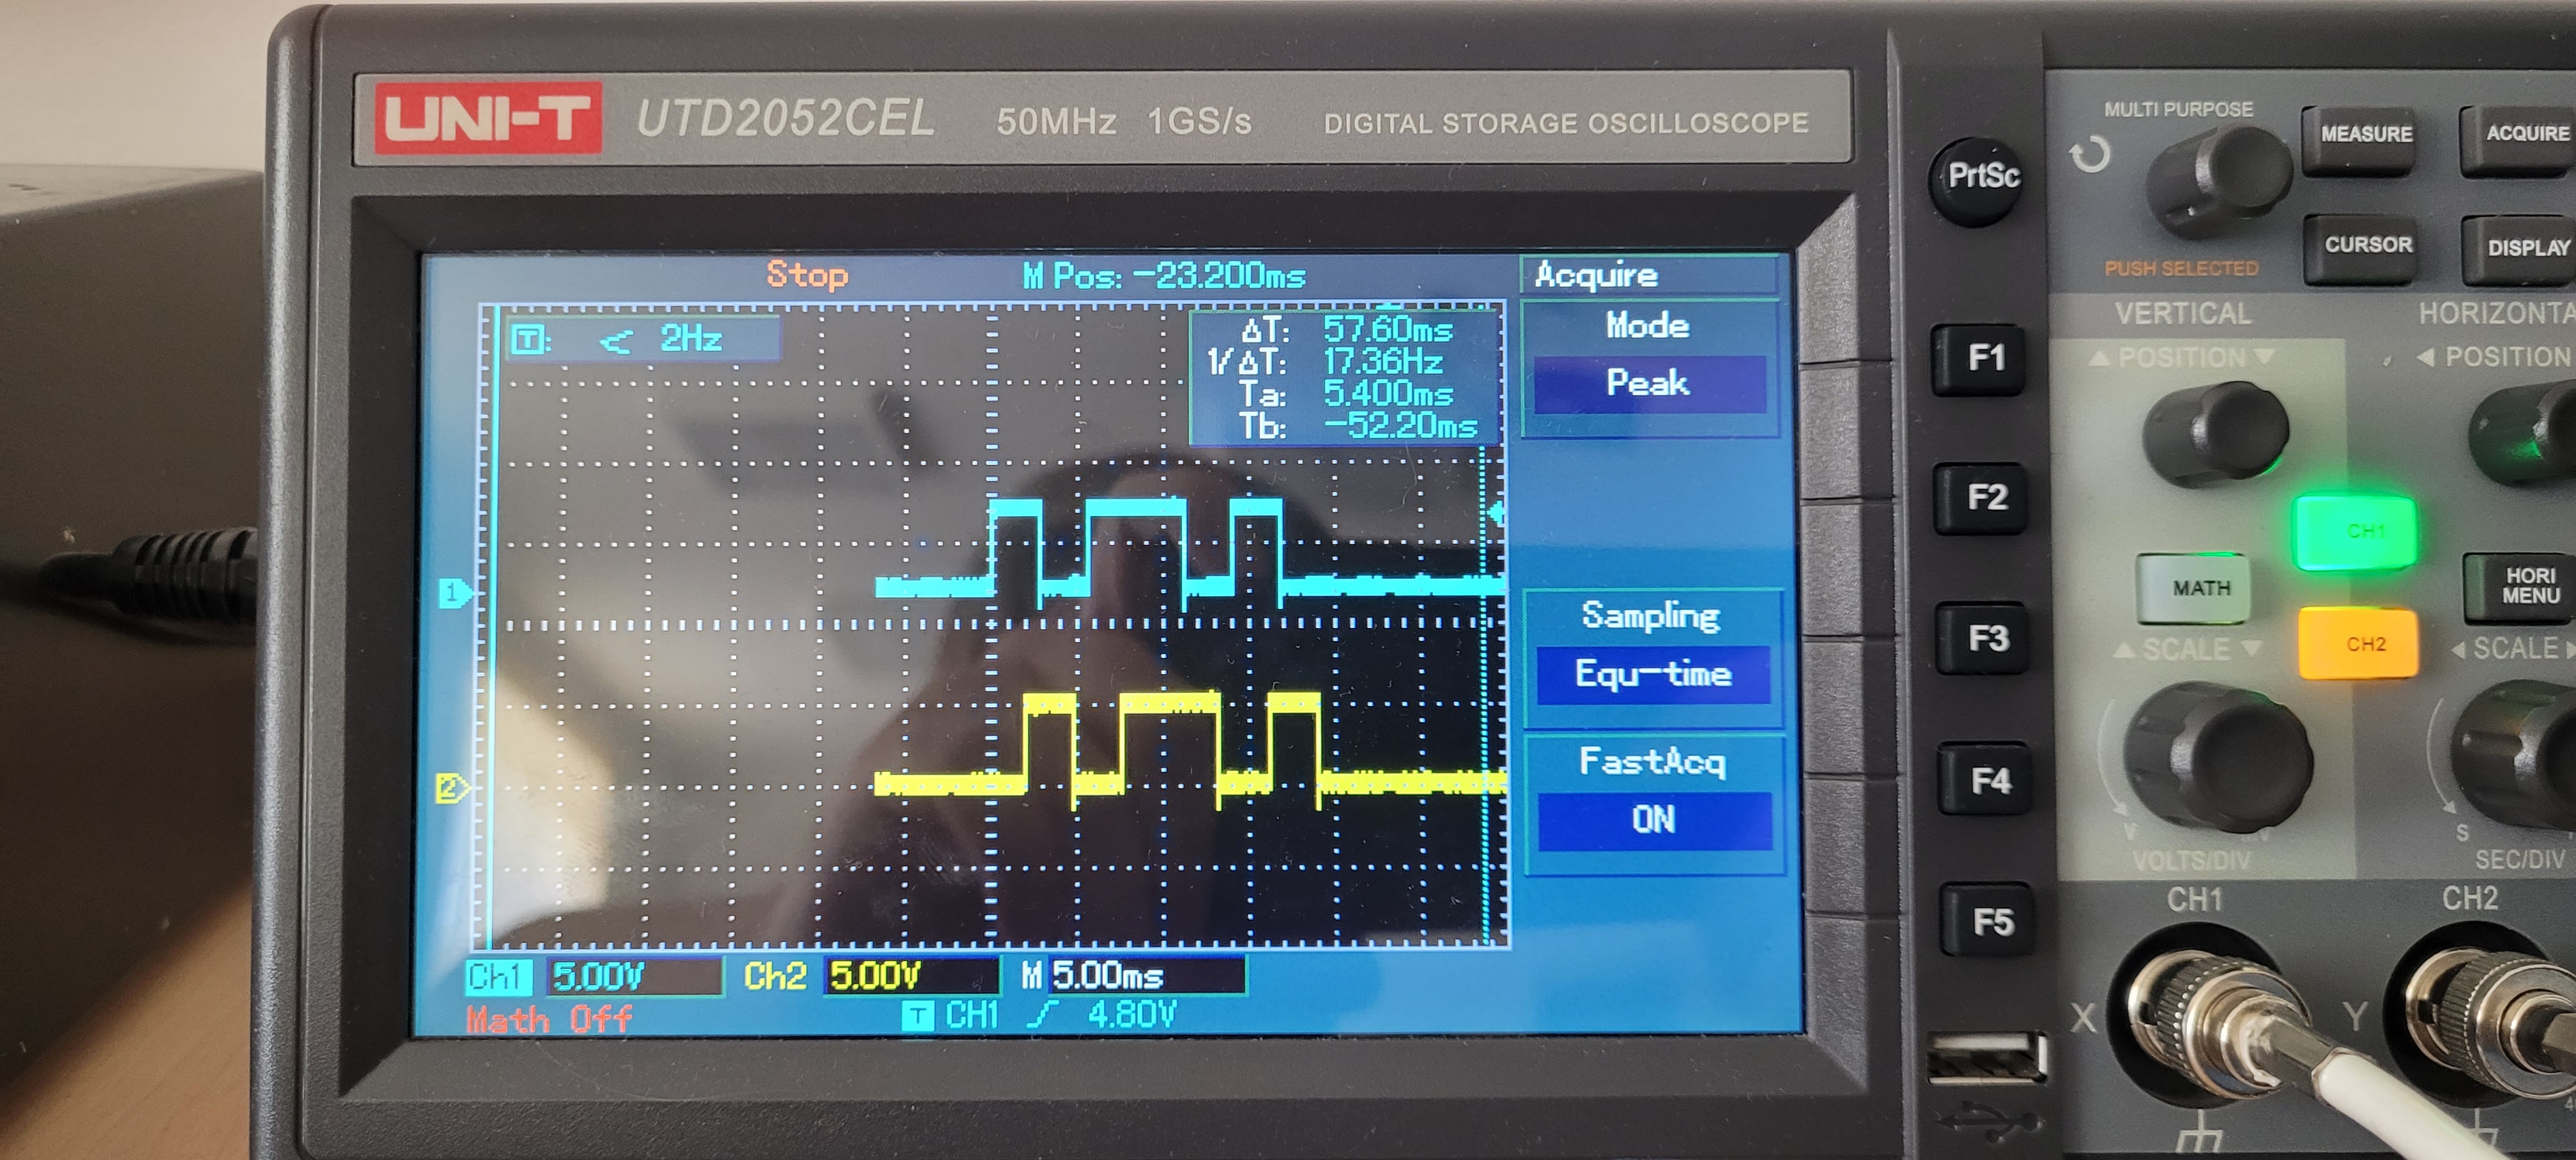 UNI-T UTD2052CEL 50MHz 1GS/s DIGITAL STORAGE OSCILLOSCOPE
Stop M Pos: -23.200ms
T: < 2Hz
ΔT: 57.60ms
1/ΔT: 17.36Hz
Ta: 5.400ms
Tb: -52.20ms
1
2
Ch1 5.00V Ch2 5.00V M 5.00ms
Math Off T CH1 4.80V
Acquire
Mode
Peak
Sampling
Equ-time
FastAcq
ON
PrtSc
F1
F2
F3
F4
F5
MULTI PURPOSE
PUSH SELECTED
MEASURE
ACQUIRE
CURSOR
DISPLAY
VERTICAL
HORIZONTA
▲ POSITION ▼
◀ POSITION
CH1
MATH
HORI
MENU
CH2
▲ SCALE ▼
◀ SCALE ▶
V
S
VOLTS/DIV
SEC/DIV
CH1
CH2
X
Y